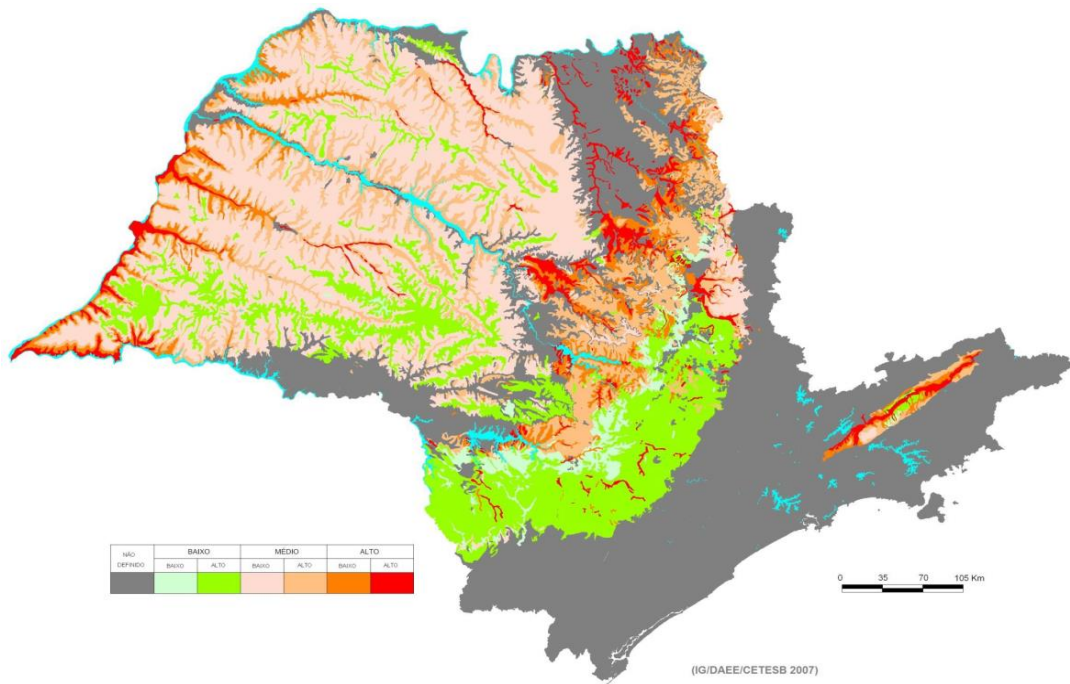 NÃO DEFINIDO
BAIXO MÉDIO ALTO
BAIXO ALTO BAIXO ALTO BAIXO ALTO
0 35 70 105 Km
(IG/DAEE/CETESB 2007)